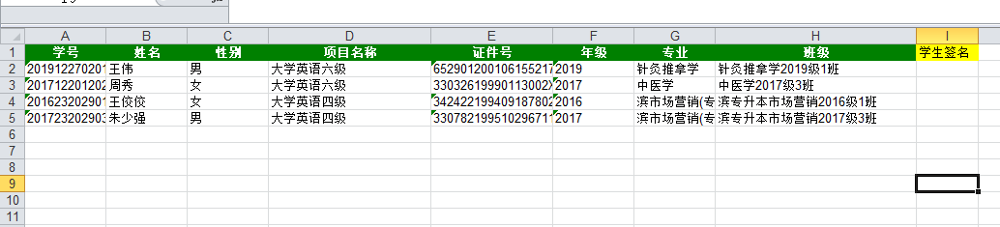 A B C D E F G H I
1 学号 姓名 性别 项目名称 证件号 年级 专业 班级 学生签名
2 201912270201 王伟 男 大学英语六级 65290120010615521 2019 针灸推拿学 针灸推拿学2019级1班
3 201712201202 周秀 女 大学英语六级 33032619990113002X 2017 中医学 中医学2017级3班
4 201623202901 王佼佼 女 大学英语四级 342422199409187802 2016 滨市场营销(专 滨专升本市场营销2016级1班
5 201723202903 朱少强 男 大学英语四级 33078219951029671 2017 滨市场营销(专 滨专升本市场营销2017级3班
6
7
8
9
10
11